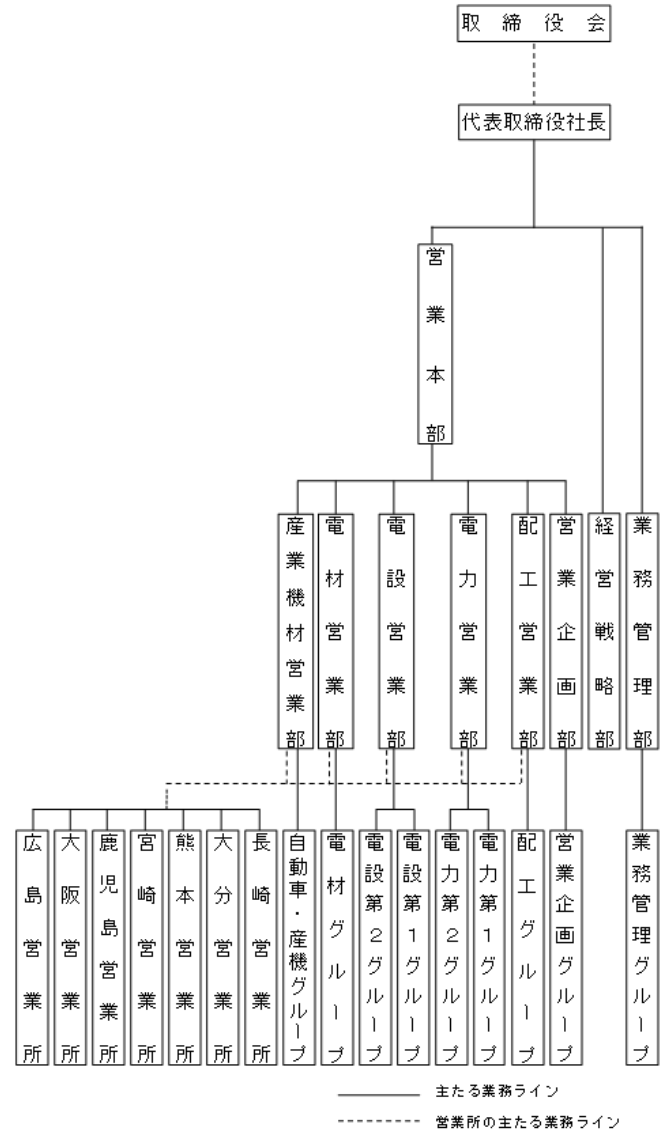 取締役会
代表取締役社長
営業本部
産業機材営業部
電材営業部
電設営業部
電力営業部
配工営業部
営業企画部
経営戦略部
業務管理部
広島営業所
大阪営業所
鹿児島営業所
宮崎営業所
熊本営業所
大分営業所
長崎営業所
自動車・産機グループ
電材グループ
電設第2グループ
電設第1グループ
電力第2グループ
電力第1グループ
配工グループ
営業企画グループ
業務管理グループ
主たる業務ライン
営業所の主たる業務ライン